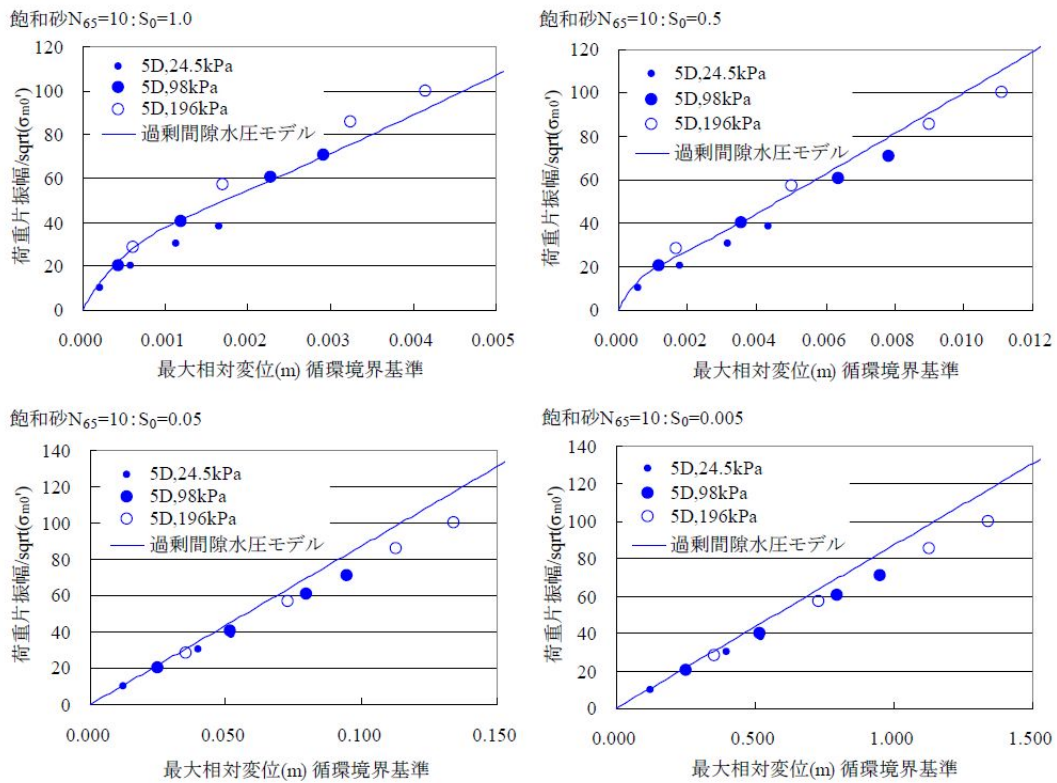 飽和砂N₆₅=10：S₀=1.0
120
100
80
60
40
20
0
荷重片振幅/sqrt(σm0')
5D,24.5kPa
5D,98kPa
5D,196kPa
過剰間隙水圧モデル
0.000 0.001 0.002 0.003 0.004 0.005
最大相対変位(m) 循環境界基準
飽和砂N₆₅=10：S₀=0.5
120
100
80
60
40
20
0
荷重片振幅/sqrt(σm0')
5D,24.5kPa
5D,98kPa
5D,196kPa
過剰間隙水圧モデル
0.000 0.002 0.004 0.006 0.008 0.010 0.012
最大相対変位(m) 循環境界基準
飽和砂N₆₅=10：S₀=0.05
140
120
100
80
60
40
20
0
荷重片振幅/sqrt(σm0')
5D,24.5kPa
5D,98kPa
5D,196kPa
過剰間隙水圧モデル
0.000 0.050 0.100 0.150
最大相対変位(m) 循環境界基準
飽和砂N₆₅=10：S₀=0.005
140
120
100
80
60
40
20
0
荷重片振幅/sqrt(σm0')
5D,24.5kPa
5D,98kPa
5D,196kPa
過剰間隙水圧モデル
0.000 0.500 1.000 1.500
最大相対変位(m) 循環境界基準